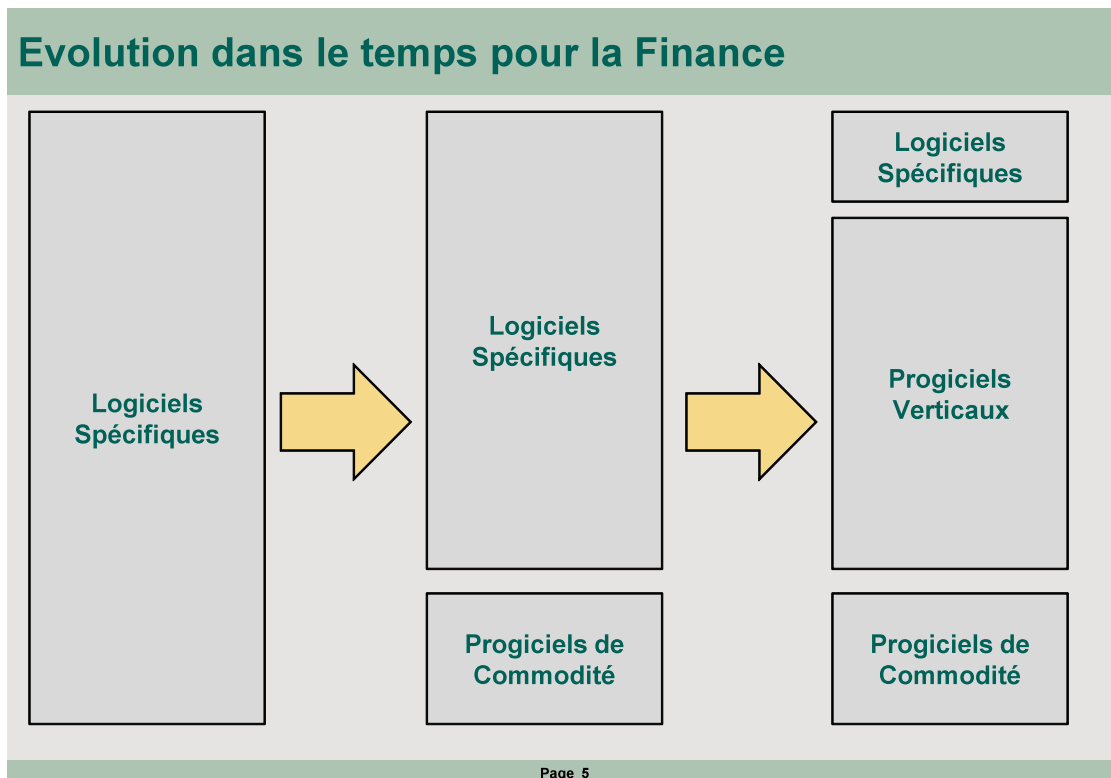 Evolution dans le temps pour la Finance
Logiciels
Spécifiques
Logiciels
Spécifiques
Progiciels de
Commodité
Logiciels
Spécifiques
Progiciels
Verticaux
Progiciels de
Commodité
Page 5